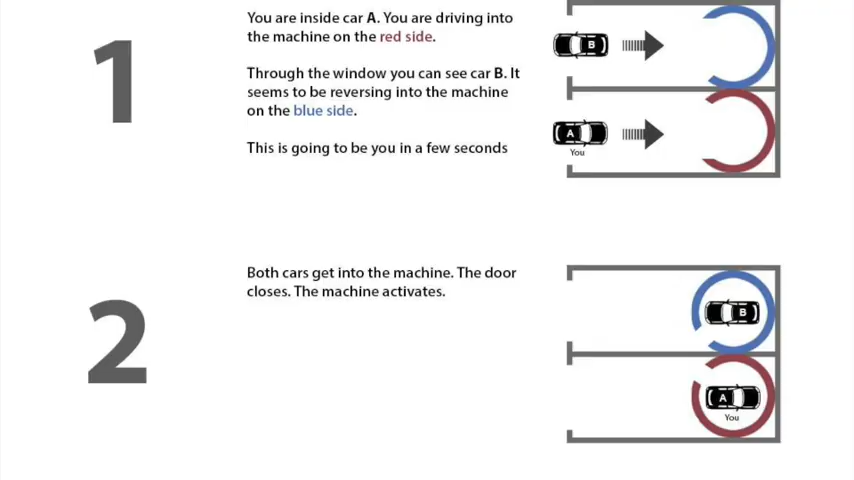 1
You are inside car A. You are driving into
the machine on the red side.
Through the window you can see car B. It
seems to be reversing into the machine
on the blue side.
This is going to be you in a few seconds
B
A
You
2
Both cars get into the machine. The door
closes. The machine activates.
B
A
You